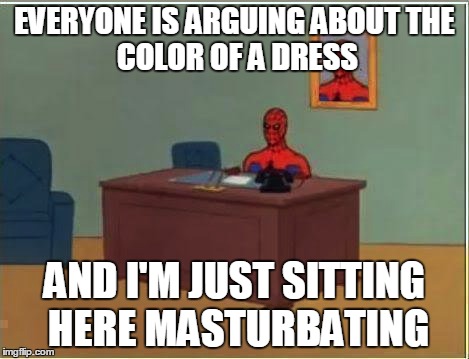 EVERYONE IS ARGUING ABOUT THE
COLOR OF A DRESS
AND I'M JUST SITTING
HERE MASTURBATING
imgflip.com